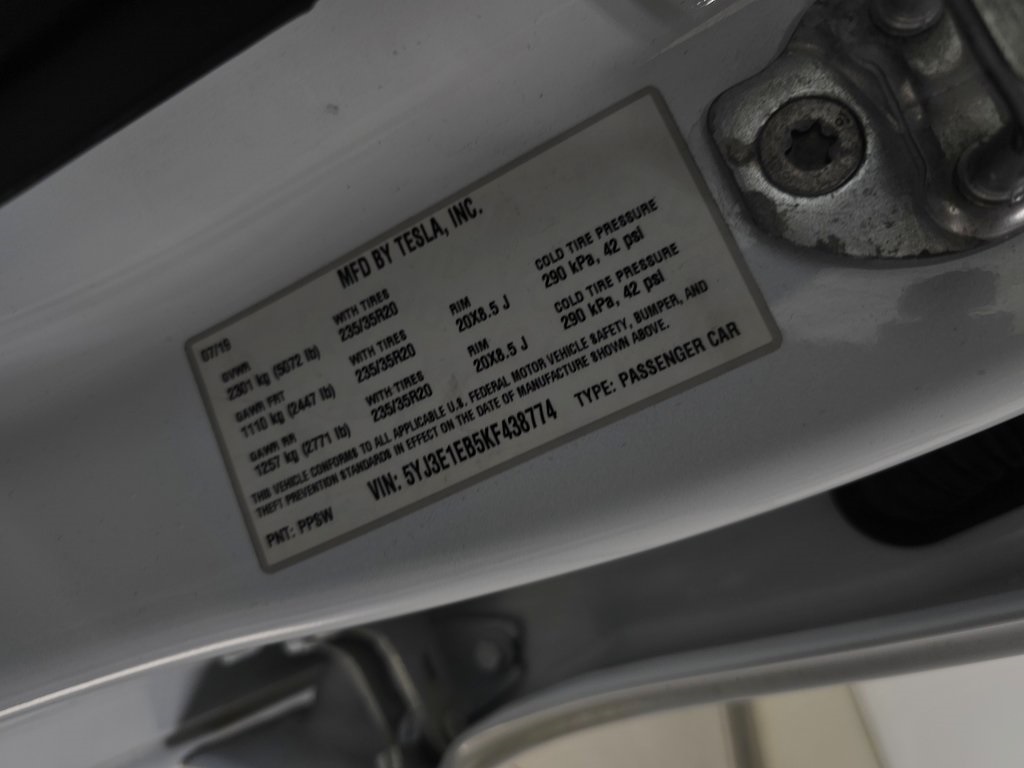 MFD BY TESLA, INC.
07/19
GVWR
2301 kg (5072 lb)
GAWR FRT WITH TIRES RIM COLD TIRE PRESSURE
1110 kg (2447 lb) 235/35R20 20X8.5 J 290 kPa, 42 psi
GAWR RR WITH TIRES RIM COLD TIRE PRESSURE
1257 kg (2771 lb) 235/35R20 20X8.5 J 290 kPa, 42 psi
WITH TIRES
235/35R20
THIS VEHICLE CONFORMS TO ALL APPLICABLE U.S. FEDERAL MOTOR VEHICLE SAFETY, BUMPER, AND
THEFT PREVENTION STANDARDS IN EFFECT ON THE DATE OF MANUFACTURE SHOWN ABOVE.
VIN: 5YJ3E1EB5KF438774 TYPE: PASSENGER CAR
PNT: PPSW